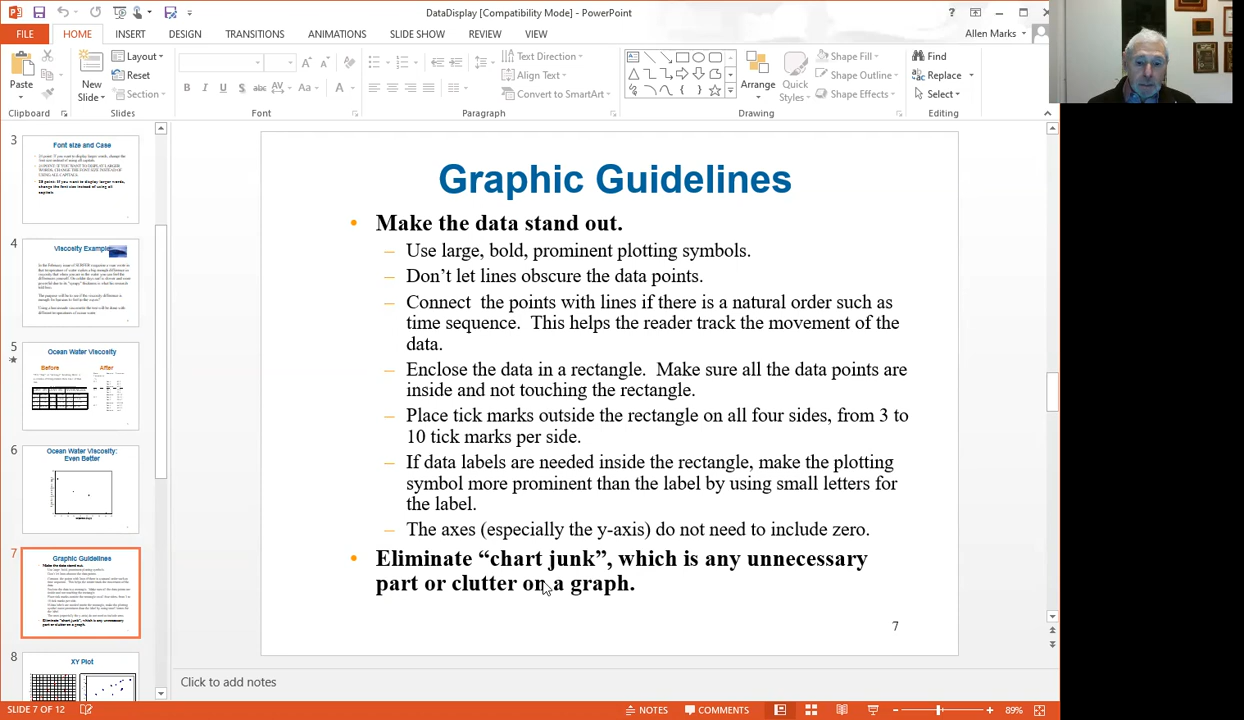 DataDisplay [Compatibility Mode] - PowerPoint
FILE HOME INSERT DESIGN TRANSITIONS ANIMATIONS SLIDE SHOW REVIEW VIEW
Allen Marks
Paste
New
Slide
Layout
Reset
Section
B I U S abc AV Aa A
Text Direction
Align Text
Convert to SmartArt
Arrange
Quick
Styles
Shape Fill
Shape Outline
Shape Effects
Find
Replace
Select
Clipboard Slides Font Paragraph Drawing Editing
3
Font size and Case
4
Viscosity Example
5
Ocean Water Viscosity
Before After
6
Ocean Water Viscosity:
Even Better
7
Graphic Guidelines
8
XY Plot
Graphic Guidelines
• Make the data stand out.
– Use large, bold, prominent plotting symbols.
– Don’t let lines obscure the data points.
– Connect the points with lines if there is a natural order such as
time sequence. This helps the reader track the movement of the
data.
– Enclose the data in a rectangle. Make sure all the data points are
inside and not touching the rectangle.
– Place tick marks outside the rectangle on all four sides, from 3 to
10 tick marks per side.
– If data labels are needed inside the rectangle, make the plotting
symbol more prominent than the label by using small letters for
the label.
– The axes (especially the y-axis) do not need to include zero.
• Eliminate “chart junk”, which is any unnecessary
part or clutter on a graph.
7
Click to add notes
SLIDE 7 OF 12
NOTES COMMENTS
89%